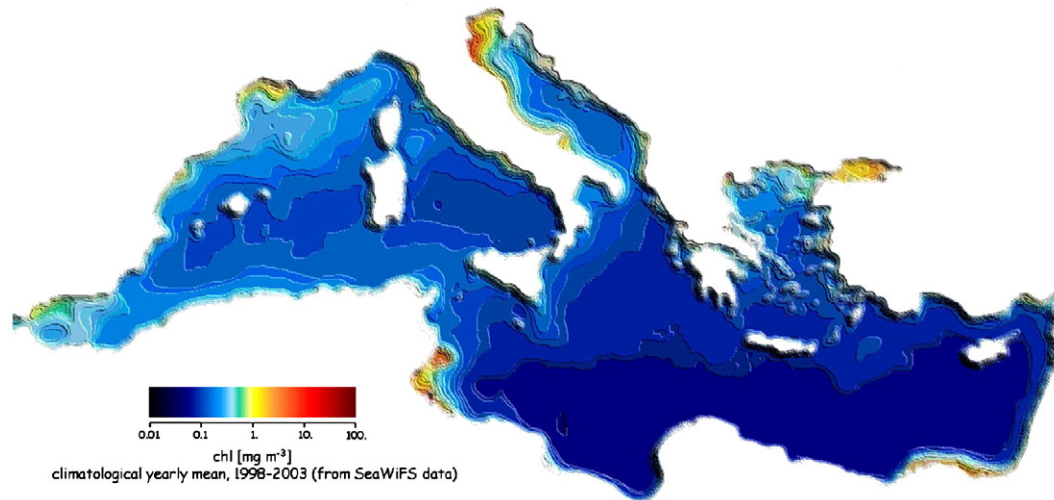 0.01 0.1 1. 10. 100.
chl [mg m⁻³]
climatological yearly mean, 1998-2003 (from SeaWiFS data)